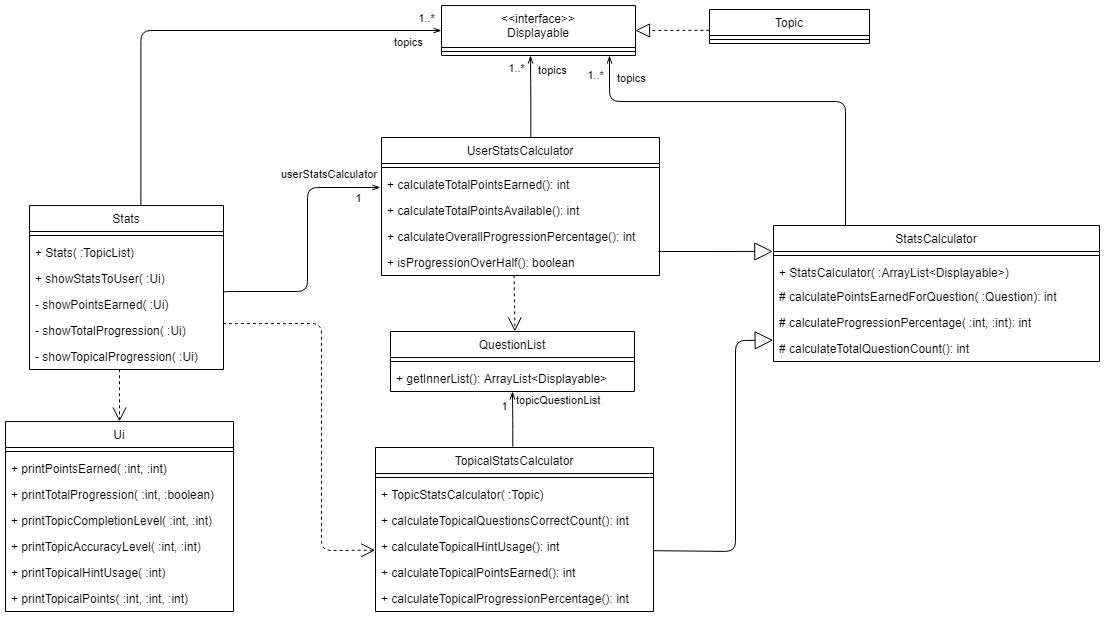 <<interface>>
Displayable
1..*
topics
Topic
1..*
topics
1..*
topics
UserStatsCalculator
+ calculateTotalPointsEarned(): int
+ calculateTotalPointsAvailable(): int
+ calculateOverallProgressionPercentage(): int
+ isProgressionOverHalf(): boolean
userStatsCalculator
1
Stats
+ Stats( :TopicList)
+ showStatsToUser( :Ui)
- showPointsEarned( :Ui)
- showTotalProgression( :Ui)
- showTopicalProgression( :Ui)
StatsCalculator
+ StatsCalculator( :ArrayList<Displayable>)
# calculatePointsEarnedForQuestion( :Question): int
# calculateProgressionPercentage( :int, :int): int
# calculateTotalQuestionCount(): int
QuestionList
+ getInnerList(): ArrayList<Displayable>
1
topicQuestionList
Ui
+ printPointsEarned( :int, :int)
+ printTotalProgression( :int, :boolean)
+ printTopicCompletionLevel( :int, :int)
+ printTopicAccuracyLevel( :int, :int)
+ printTopicalHintUsage( :int)
+ printTopicalPoints( :int, :int, :int)
TopicalStatsCalculator
+ TopicStatsCalculator( :Topic)
+ calculateTopicalQuestionsCorrectCount(): int
+ calculateTopicalHintUsage(): int
+ calculateTopicalPointsEarned(): int
+ calculateTopicalProgressionPercentage(): int